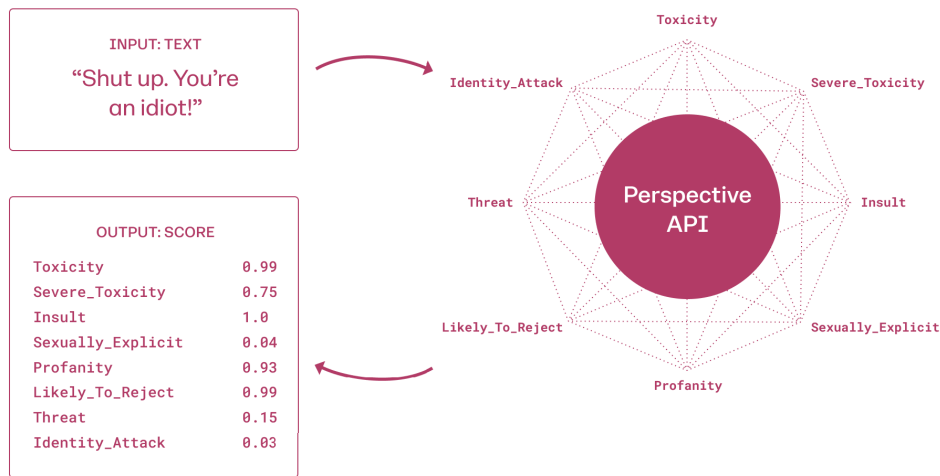 INPUT: TEXT
“Shut up. You’re
an idiot!”
OUTPUT: SCORE
Toxicity 0.99
Severe_Toxicity 0.75
Insult 1.0
Sexually_Explicit 0.04
Profanity 0.93
Likely_To_Reject 0.99
Threat 0.15
Identity_Attack 0.03
Toxicity
Identity_Attack
Severe_Toxicity
Threat
Perspective
API
Insult
Likely_To_Reject
Sexually_Explicit
Profanity